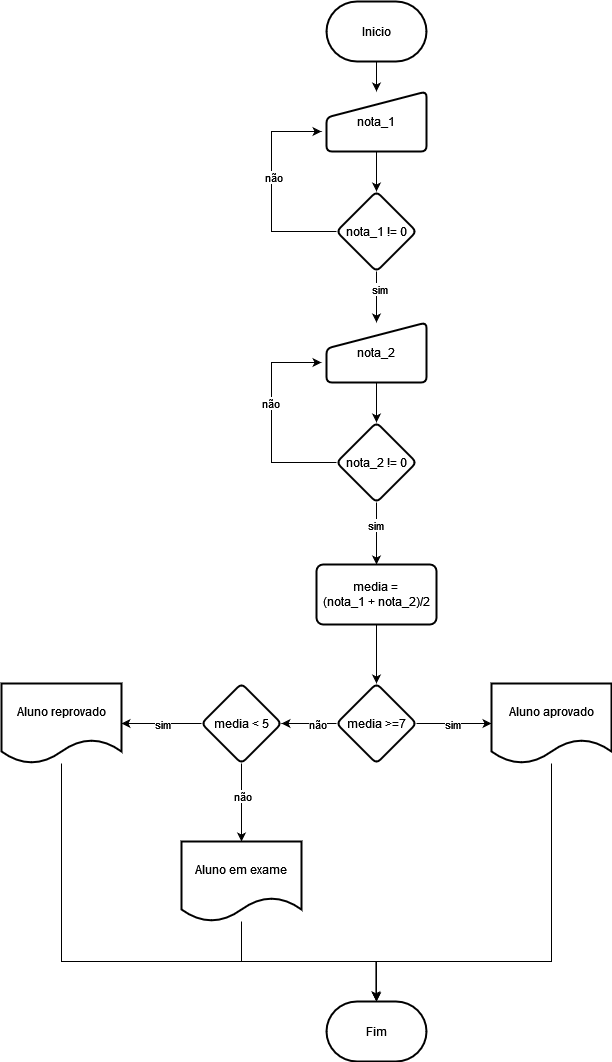 Inicio
nota_1
não
nota_1 != 0
sim
nota_2
não
nota_2 != 0
sim
media =
(nota_1 + nota_2)/2
Aluno reprovado
sim
media < 5
não
media >=7
sim
Aluno aprovado
não
Aluno em exame
Fim